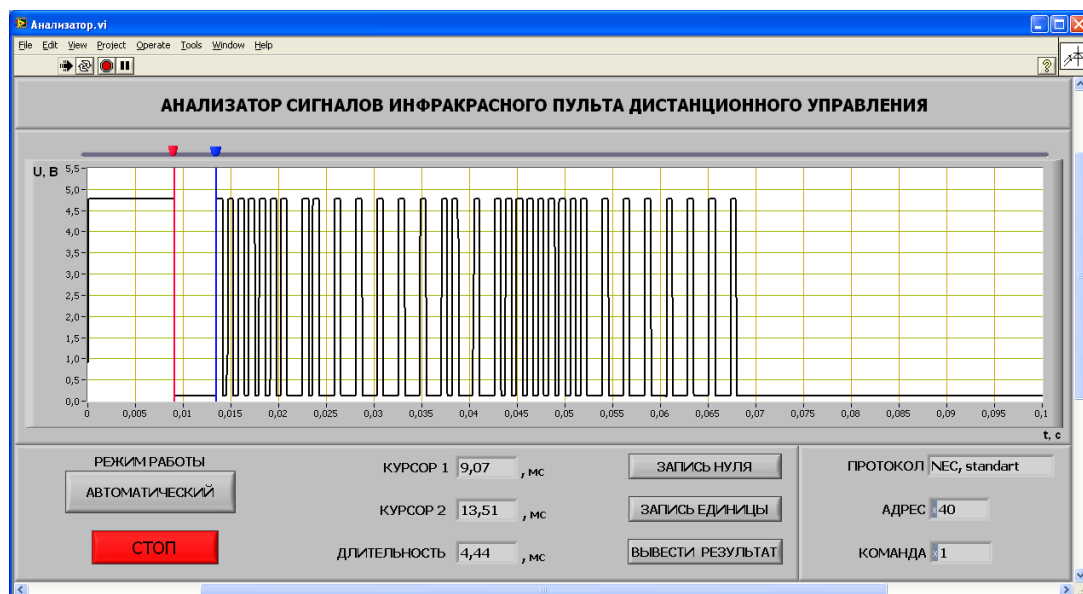 Анализатор.vi
File Edit View Project Operate Tools Window Help
?
АНАЛИЗАТОР СИГНАЛОВ ИНФРАКРАСНОГО ПУЛЬТА ДИСТАНЦИОННОГО УПРАВЛЕНИЯ
U, В
5,5
5,0
4,5
4,0
3,5
3,0
2,5
2,0
1,5
1,0
0,5
0,0
0 0,005 0,01 0,015 0,02 0,025 0,03 0,035 0,04 0,045 0,05 0,055 0,06 0,065 0,07 0,075 0,08 0,085 0,09 0,095 0,1
t, с
РЕЖИМ РАБОТЫ
АВТОМАТИЧЕСКИЙ
СТОП
КУРСОР 1 9,07 , мс
КУРСОР 2 13,51 , мс
ДЛИТЕЛЬНОСТЬ 4,44 , мс
ЗАПИСЬ НУЛЯ
ЗАПИСЬ ЕДИНИЦЫ
ВЫВЕСТИ РЕЗУЛЬТАТ
ПРОТОКОЛ NEC, standart
АДРЕС x 40
КОМАНДА x 1